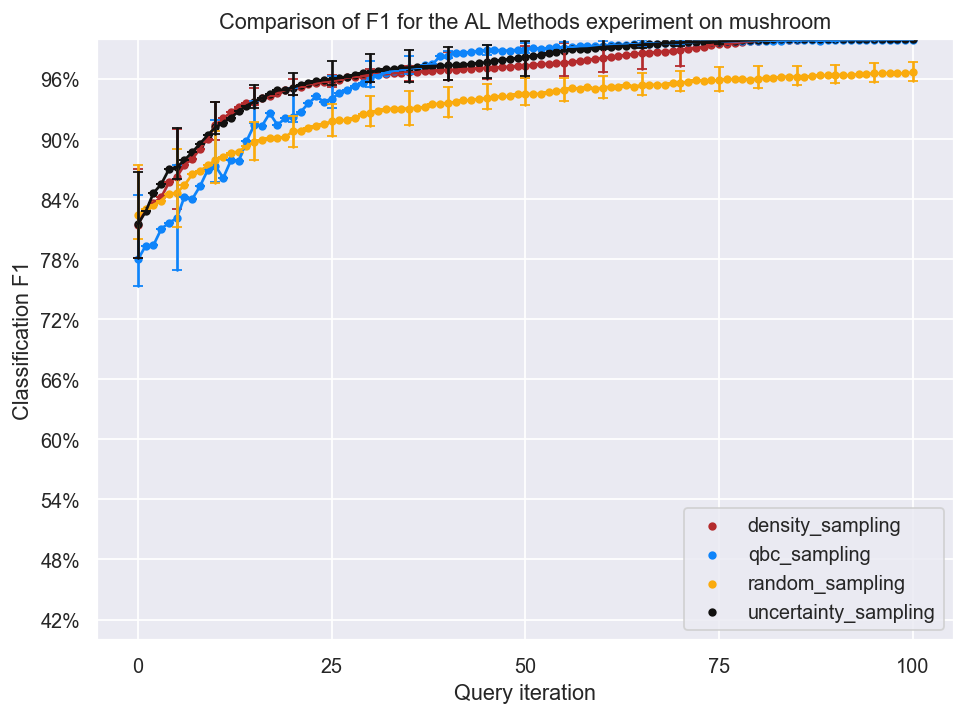 Comparison of F1 for the AL Methods experiment on mushroom
96%
90%
84%
78%
72%
66%
60%
54%
48%
42%
Classification F1
density_sampling
qbc_sampling
random_sampling
uncertainty_sampling
0
25
50
75
100
Query iteration